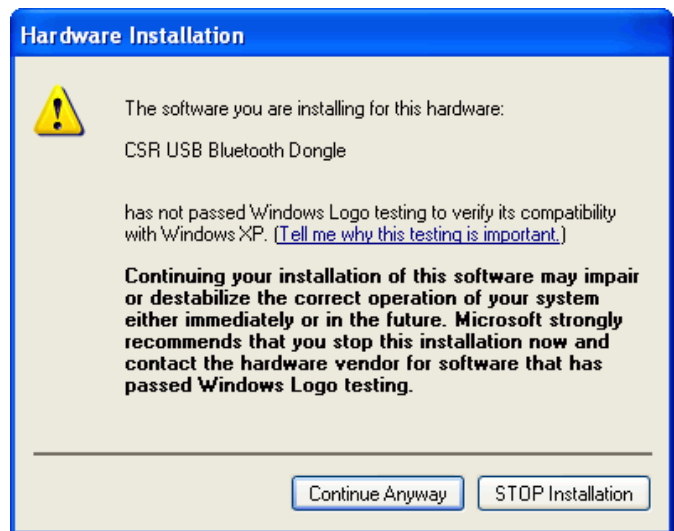 Hardware Installation
The software you are installing for this hardware:
CSR USB Bluetooth Dongle
has not passed Windows Logo testing to verify its compatibility
with Windows XP. (Tell me why this testing is important.)
Continuing your installation of this software may impair
or destabilize the correct operation of your system
either immediately or in the future. Microsoft strongly
recommends that you stop this installation now and
contact the hardware vendor for software that has
passed Windows Logo testing.
Continue Anyway
STOP Installation